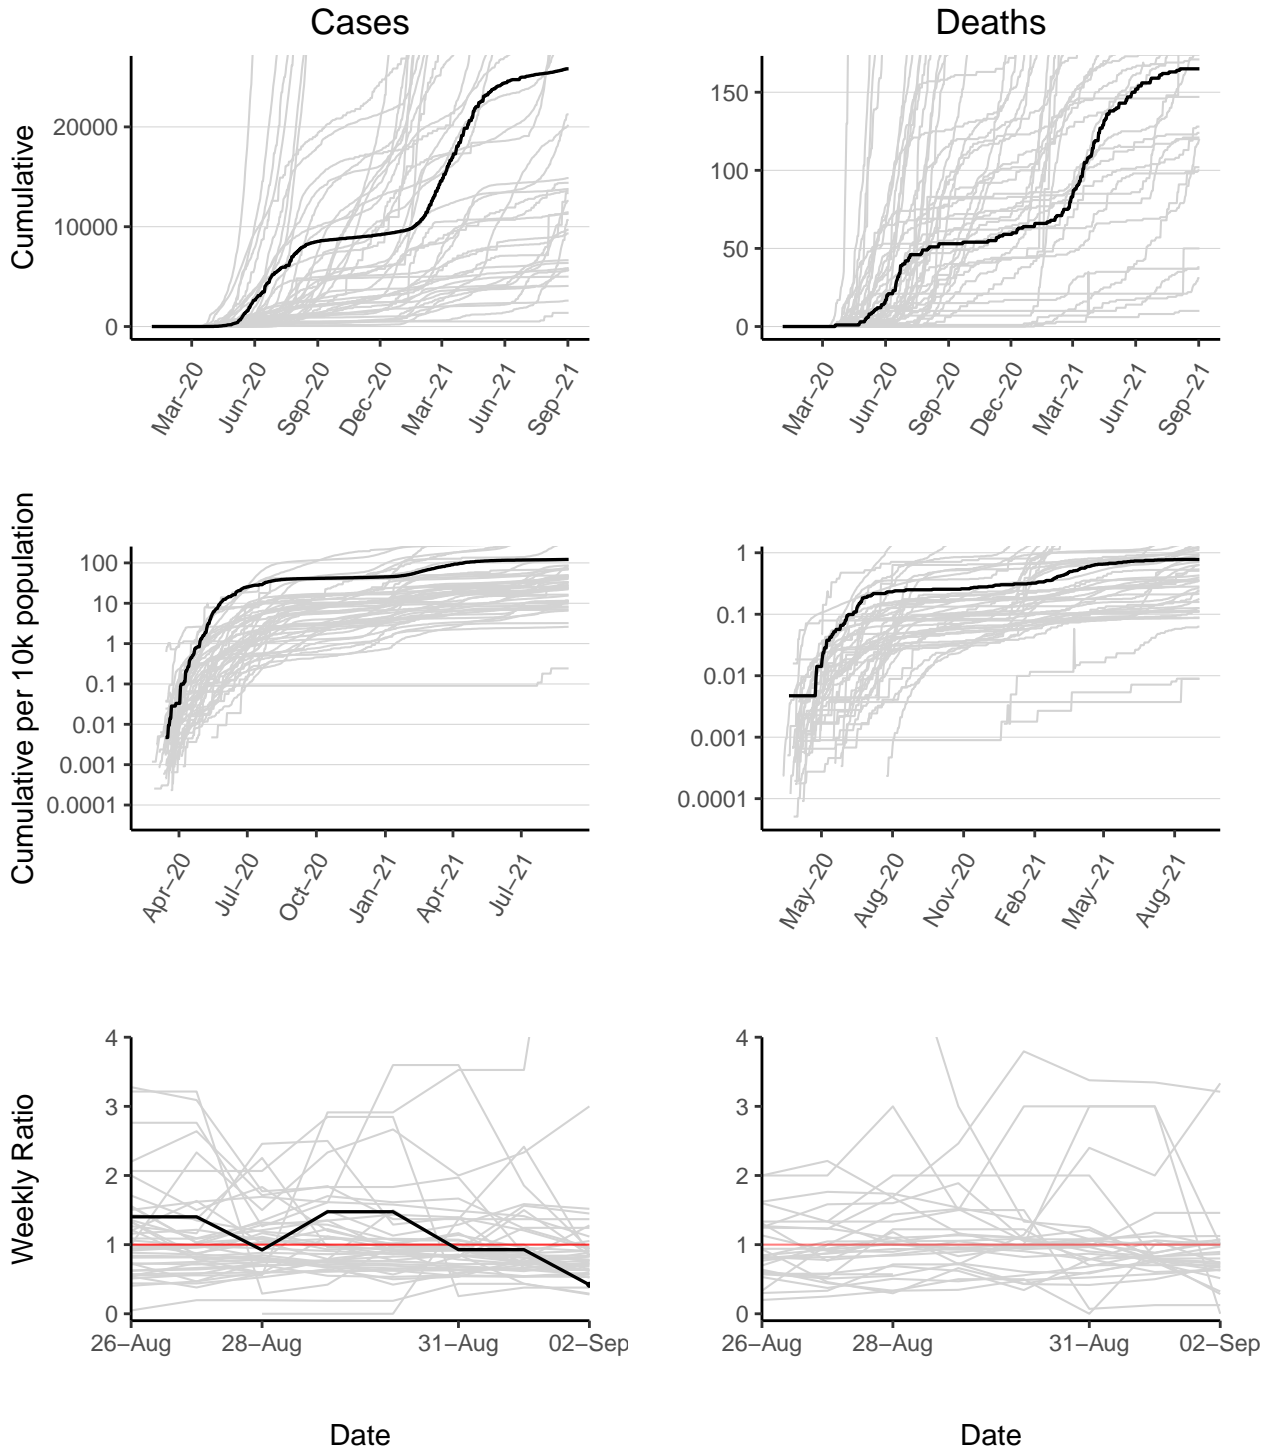 Cases
Deaths
Cumulative
20000
10000
0
Mar−20
Jun−20
Sep−20
Dec−20
Mar−21
Jun−21
Sep−21
150
100
50
0
Mar−20
Jun−20
Sep−20
Dec−20
Mar−21
Jun−21
Sep−21
Cumulative per 10k population
100
10
1
0.1
0.01
0.001
0.0001
Apr−20
Jul−20
Oct−20
Jan−21
Apr−21
Jul−21
1
0.1
0.01
0.001
0.0001
May−20
Aug−20
Nov−20
Feb−21
May−21
Aug−21
Weekly Ratio
4
3
2
1
0
26−Aug
28−Aug
31−Aug
02−Sep
4
3
2
1
0
26−Aug
28−Aug
31−Aug
02−Sep
Date
Date